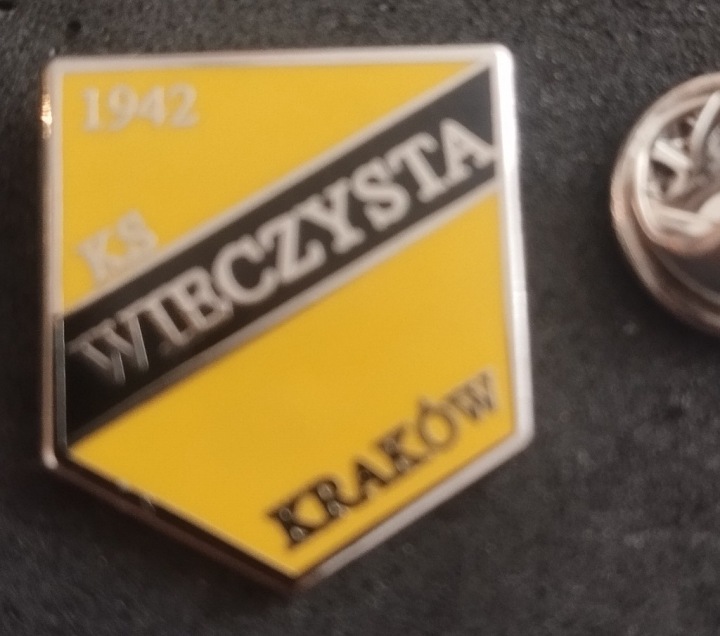 1942
KS
WIECZYSTA
KRAKÓW